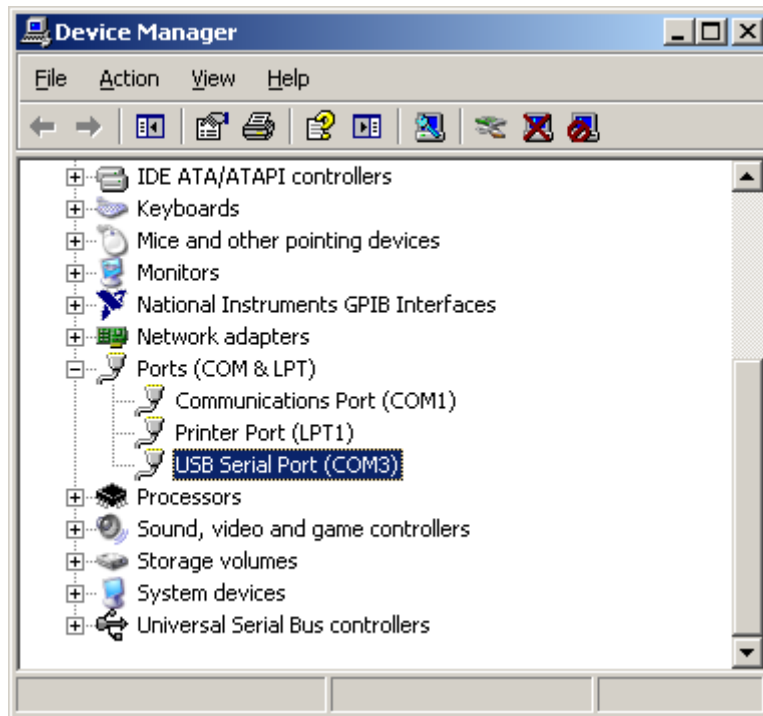 Device Manager
File Action View Help
IDE ATA/ATAPI controllers
Keyboards
Mice and other pointing devices
Monitors
National Instruments GPIB Interfaces
Network adapters
Ports (COM & LPT)
Communications Port (COM1)
Printer Port (LPT1)
USB Serial Port (COM3)
Processors
Sound, video and game controllers
Storage volumes
System devices
Universal Serial Bus controllers